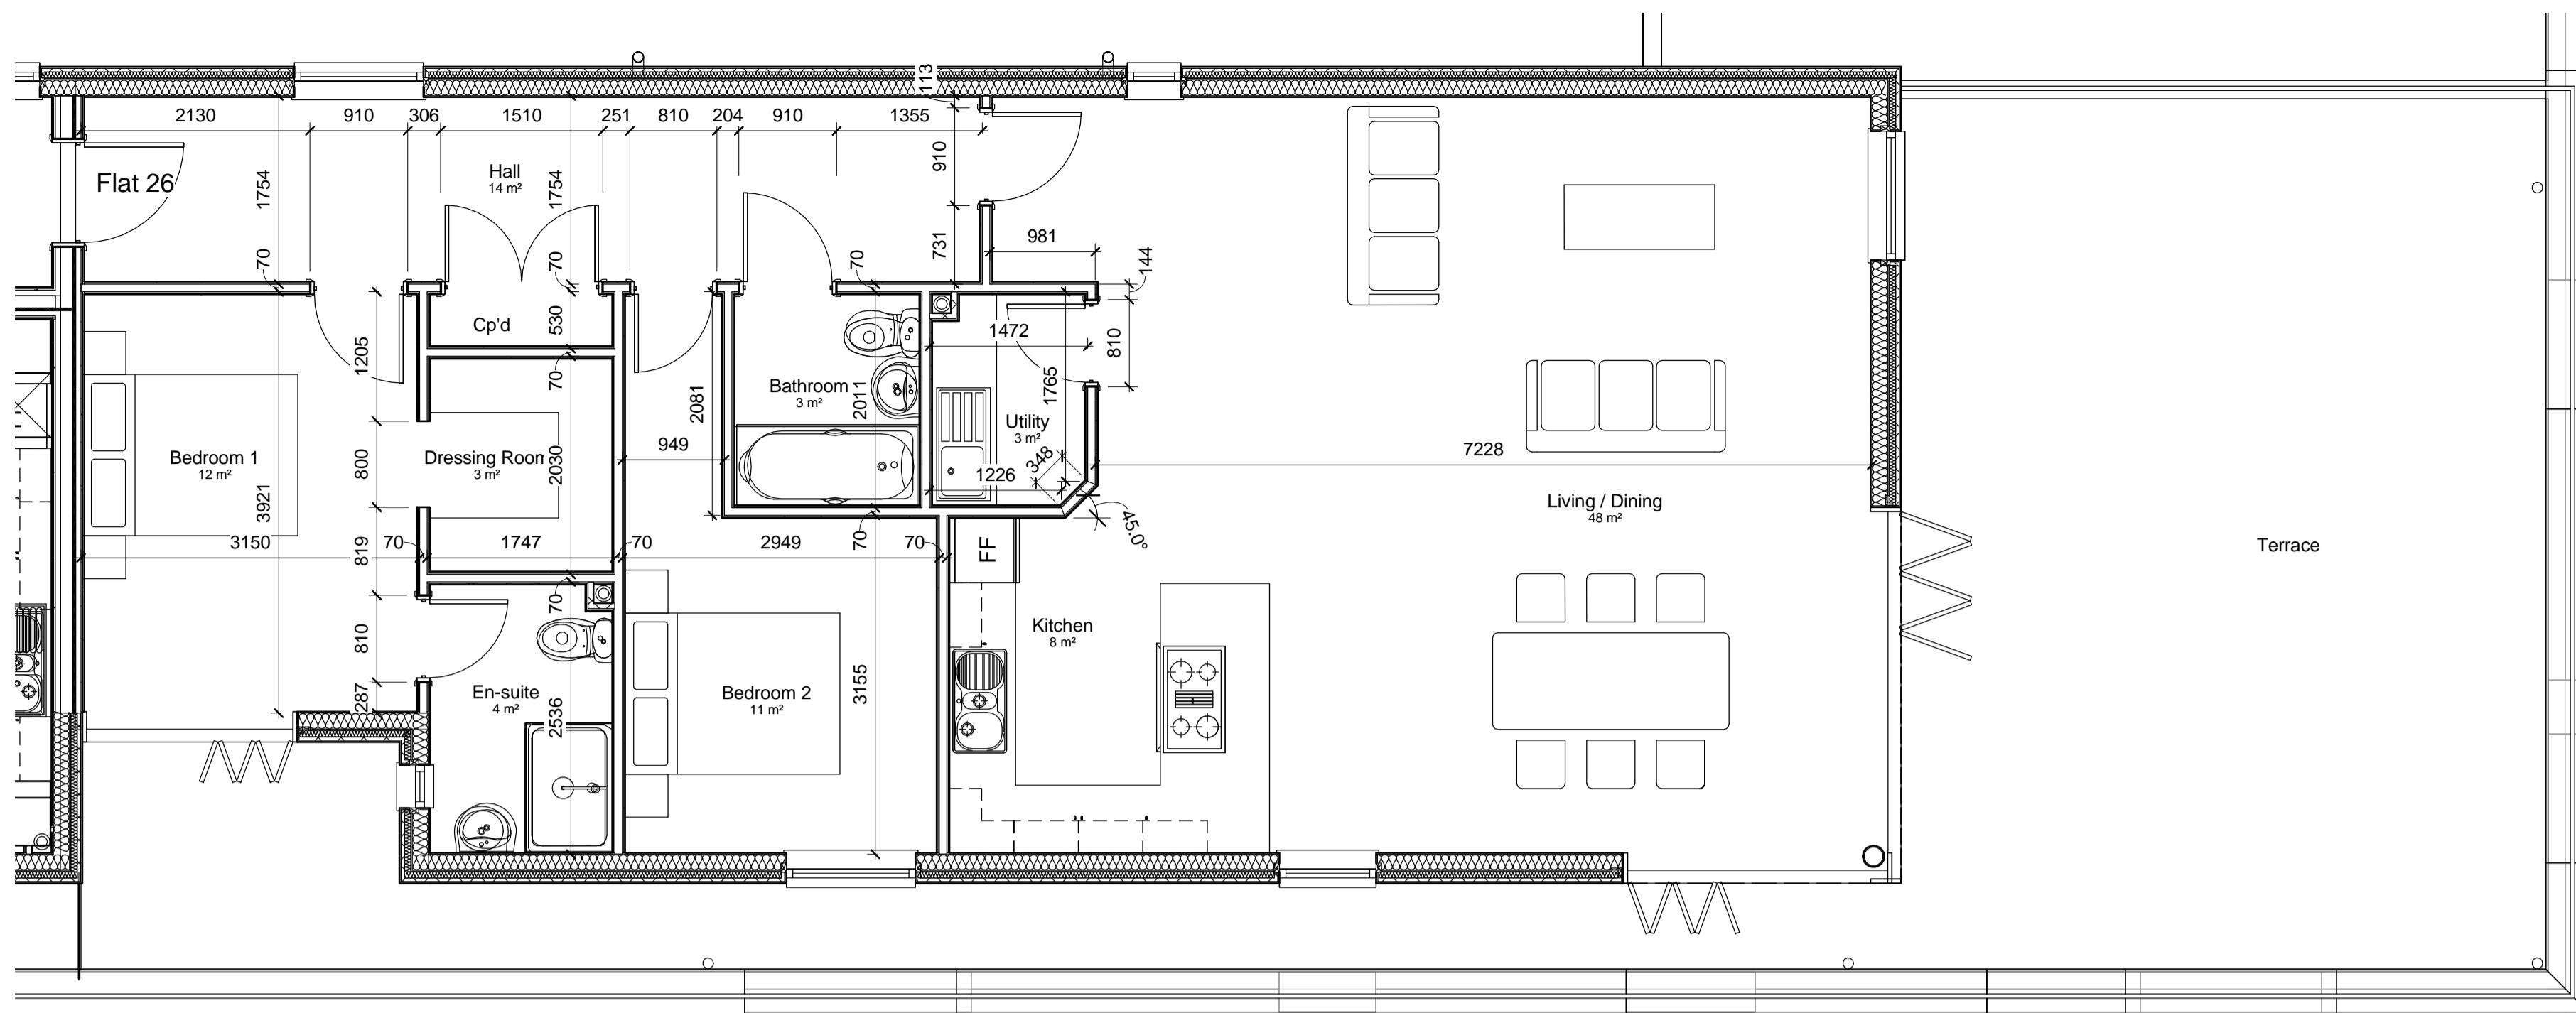 113
2130
910
306
1510
251
810
204
910
1355
910
Hall
14 m²
Flat 26
1754
1754
981
731
144
70
70
70
Cp'd
530
1472
810
1205
70
Bathroom
3 m²
2011
1765
2081
Utility
3 m²
949
348
1226
7228
Bedroom 1
12 m²
800
Dressing Room
3 m²
2030
3921
Living / Dining
48 m²
45.0°
3150
819
70
1747
70
2949
70
70
FF
Terrace
70
Kitchen
8 m²
810
En-suite
4 m²
287
2536
Bedroom 2
11 m²
3155